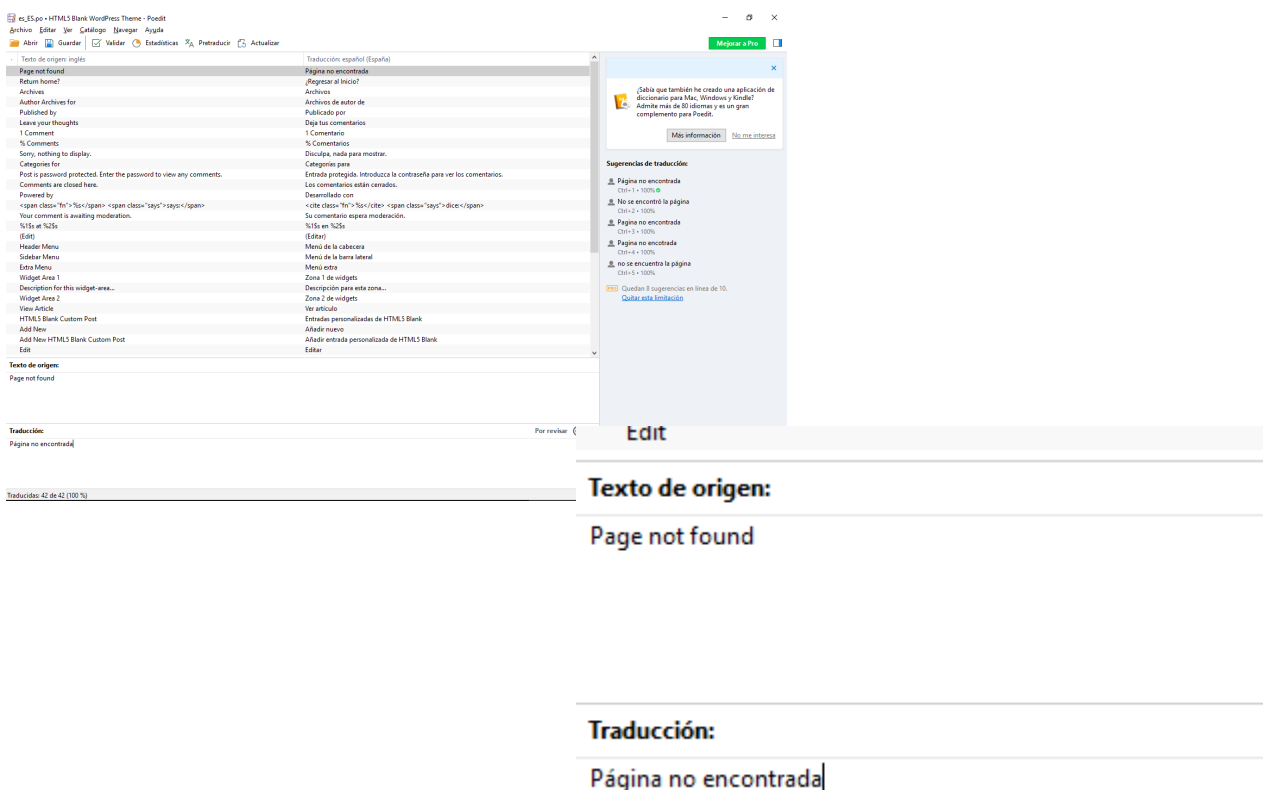 es_ES.po • HTML5 Blank WordPress Theme - Poedit
Archivo Editar Ver Catálogo Navegar Ayuda
Abrir Guardar Validar Estadísticas Pretraducir Actualizar Mejorar a Pro
Texto de origen: inglés Traducción: español (España)
Page not found Página no encontrada
Return home? ¿Regresar al Inicio?
Archives Archivos
Author Archives for Archivos de autor de
Published by Publicado por
Leave your thoughts Deja tus comentarios
1 Comment 1 Comentario
% Comments % Comentarios
Sorry, nothing to display. Disculpa, nada para mostrar.
Categories for Categorías para
Post is password protected. Enter the password to view any comments. Entrada protegida. Introduzca la contraseña para ver los comentarios.
Comments are closed here. Los comentarios están cerrados.
Powered by Desarrollado con
<span class="fn">%s</span> <span class="says">says:</span> <cite class="fn">%s</cite> <span class="says">dice:</span>
Your comment is awaiting moderation. Su comentario espera moderación.
%1$s at %2$s %1$s en %2$s
(Edit) (Editar)
Header Menu Menú de la cabecera
Sidebar Menu Menú de la barra lateral
Extra Menu Menú extra
Widget Area 1 Zona 1 de widgets
Description for this widget-area... Descripción para esta zona...
Widget Area 2 Zona 2 de widgets
View Article Ver artículo
HTML5 Blank Custom Post Entradas personalizadas de HTML5 Blank
Add New Añadir nuevo
Add New HTML5 Blank Custom Post Añadir entrada personalizada de HTML5 Blank
Edit Editar
Texto de origen:
Page not found
Traducción: Por revisar
Página no encontrada
Traducidas: 42 de 42 (100 %)
¿Sabía que también he creado una aplicación de
diccionario para Mac, Windows y Kindle?
Admite más de 80 idiomas y es un gran
complemento para Poedit.
Más información No me interesa
Sugerencias de traducción:
Página no encontrada
Ctrl+1 • 100%
No se encontró la página
Ctrl+2 • 100%
Pagina no encontrada
Ctrl+3 • 100%
Pagina no encotrada
Ctrl+4 • 100%
no se encuentra la página
Ctrl+5 • 100%
PRO Quedan 8 sugerencias en línea de 10.
Quitar esta limitación
Edit
Texto de origen:
Page not found
Traducción:
Página no encontrada